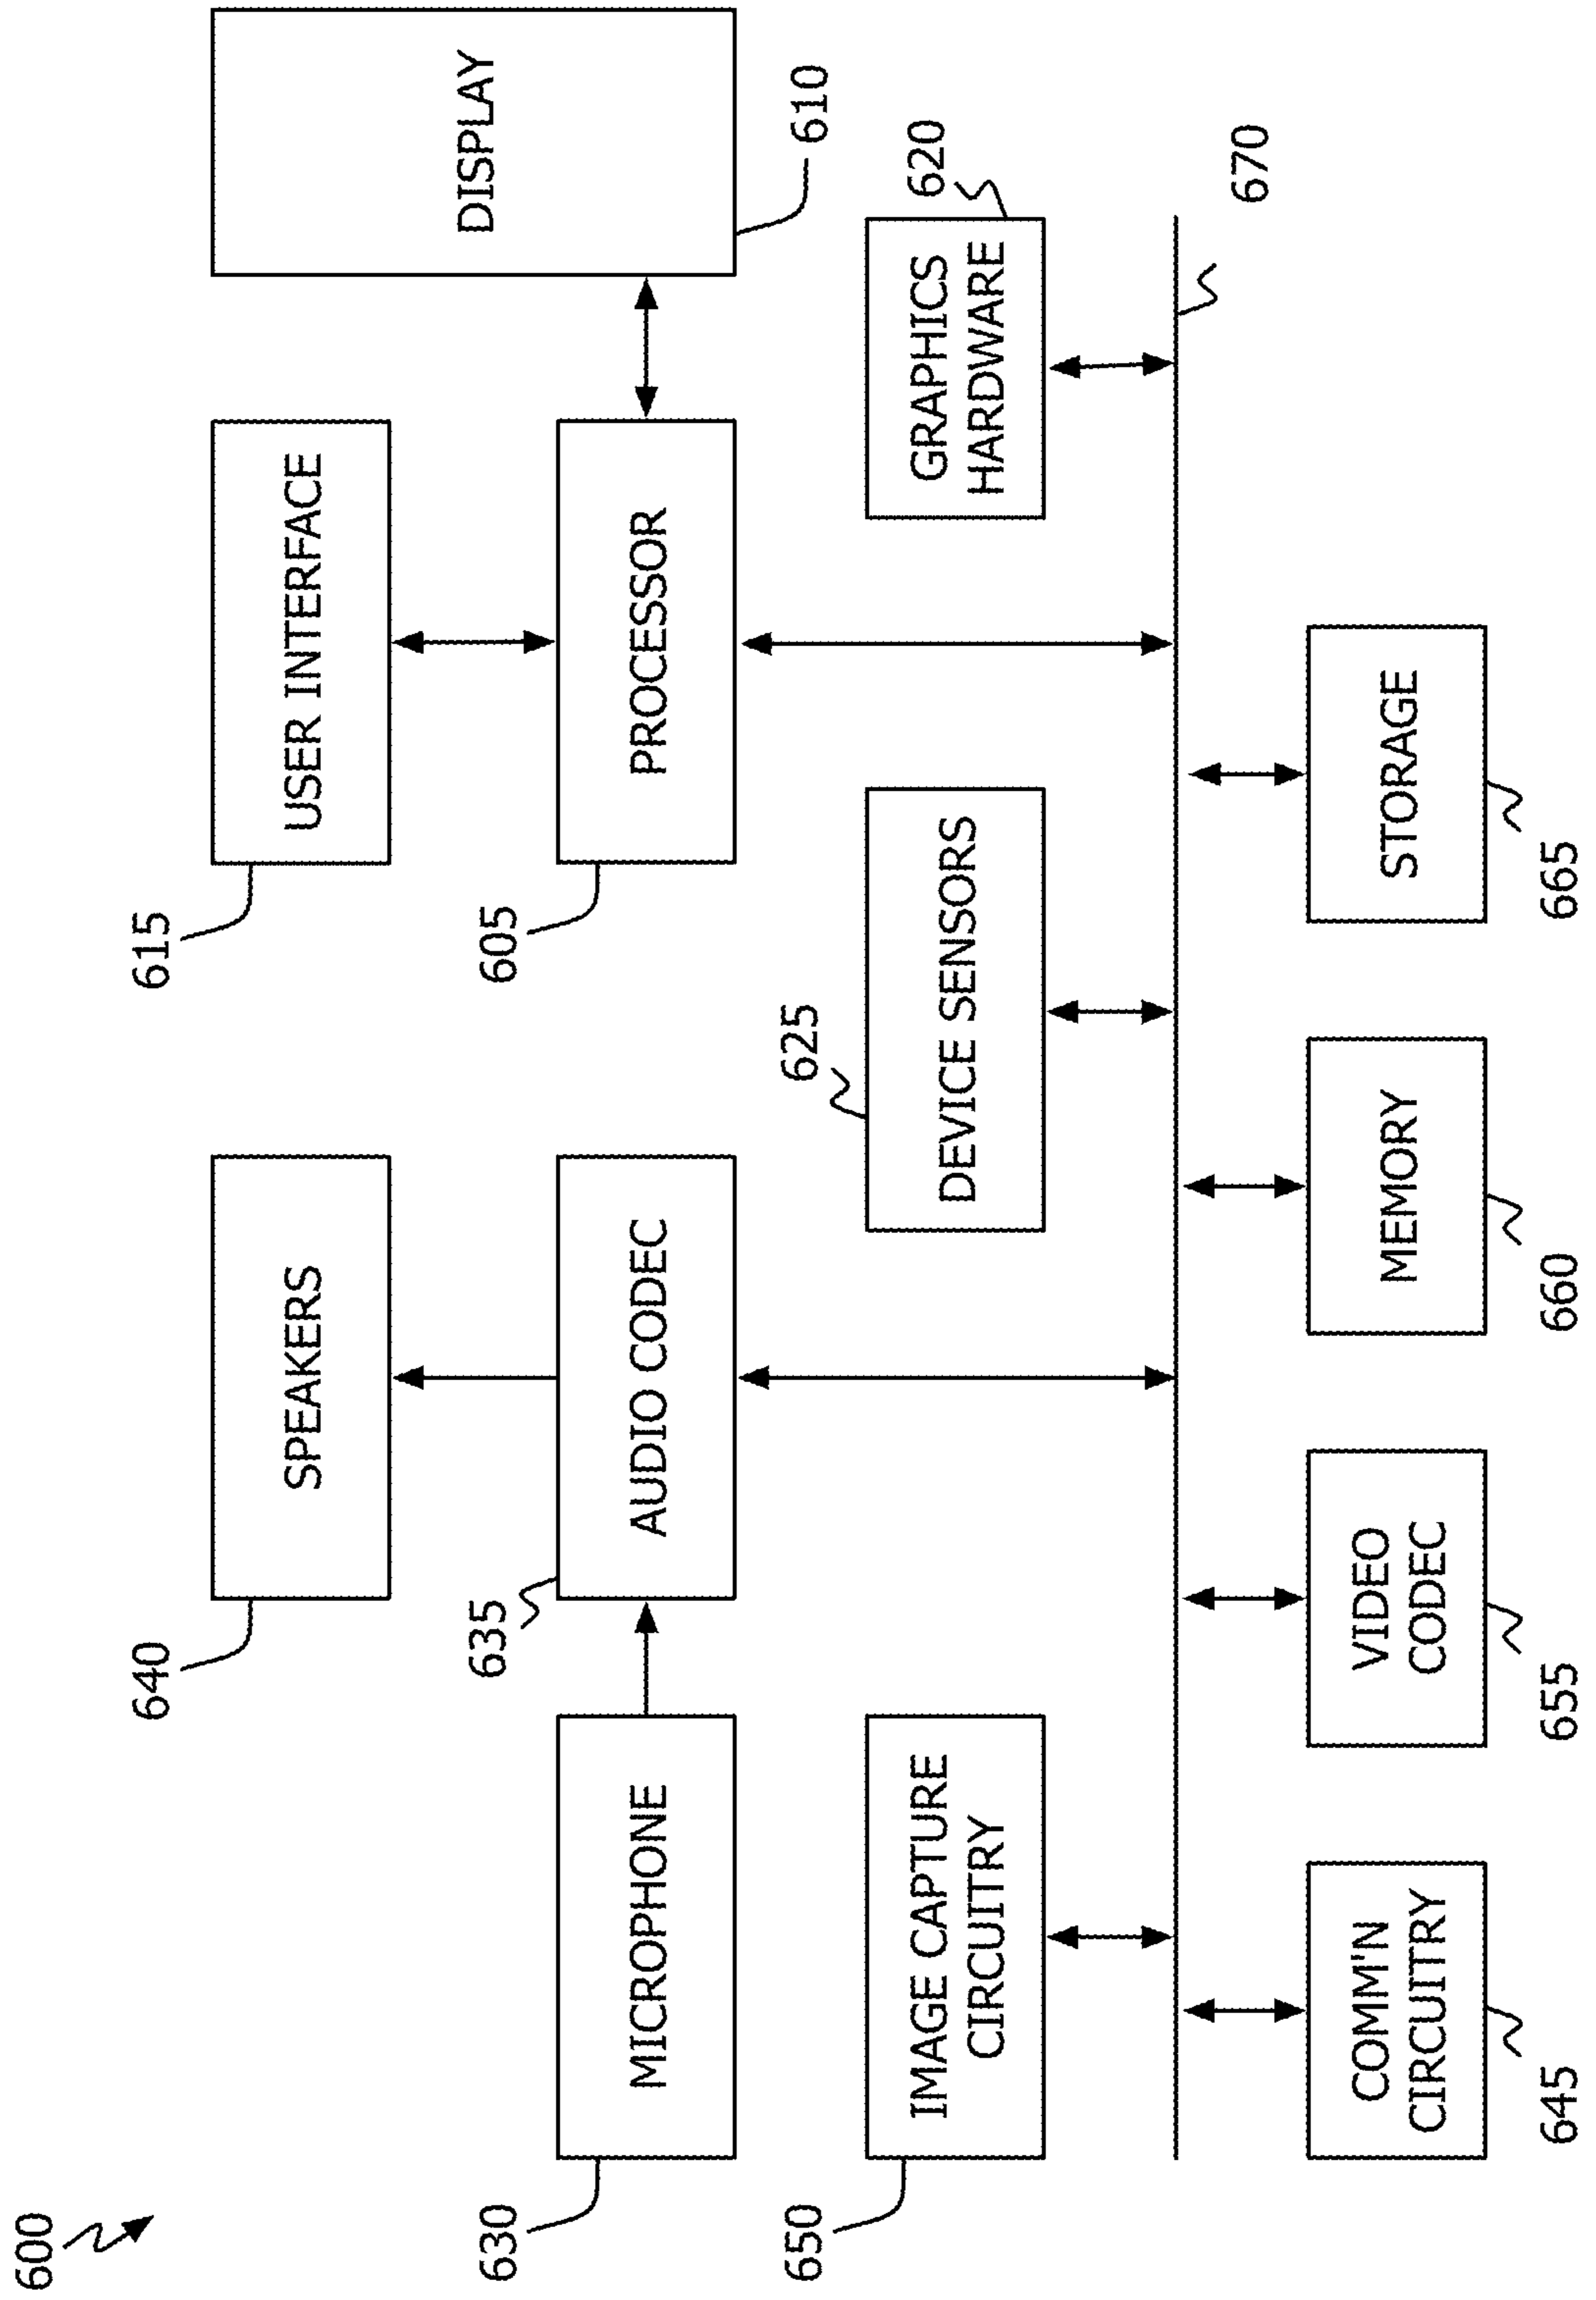 600
640
SPEAKERS
615
USER INTERFACE
DISPLAY
610
630
MICROPHONE
635
AUDIO CODEC
605
PROCESSOR
650
IMAGE CAPTURE
CIRCUITRY
625
DEVICE SENSORS
GRAPHICS
HARDWARE
620
670
COMM'N
CIRCUITRY
645
VIDEO
CODEC
655
MEMORY
660
STORAGE
665